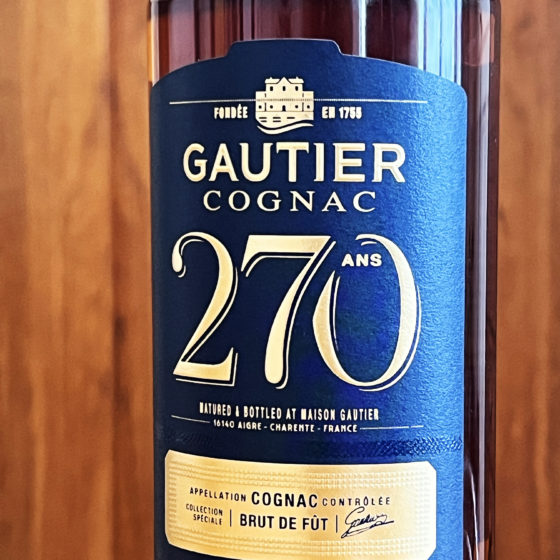 FONDÉE EN 1755
GAUTIER
COGNAC
270 ANS
MATURED & BOTTLED AT MAISON GAUTIER
16140 AIGRE - CHARENTE - FRANCE
APPELLATION COGNAC CONTRÔLÉE
COLLECTION SPÉCIALE | BRUT DE FÛT |